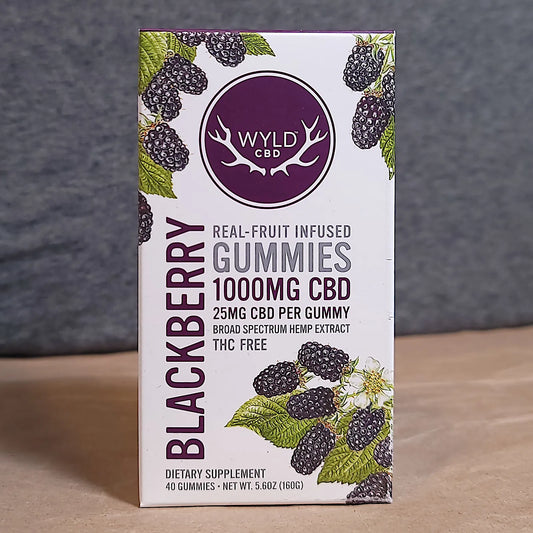 WYLD™
CBD
BLACKBERRY
REAL-FRUIT INFUSED
GUMMIES
1000MG CBD
25MG CBD PER GUMMY
BROAD SPECTRUM HEMP EXTRACT
THC FREE
DIETARY SUPPLEMENT
40 GUMMIES • NET WT. 5.6OZ (160G)